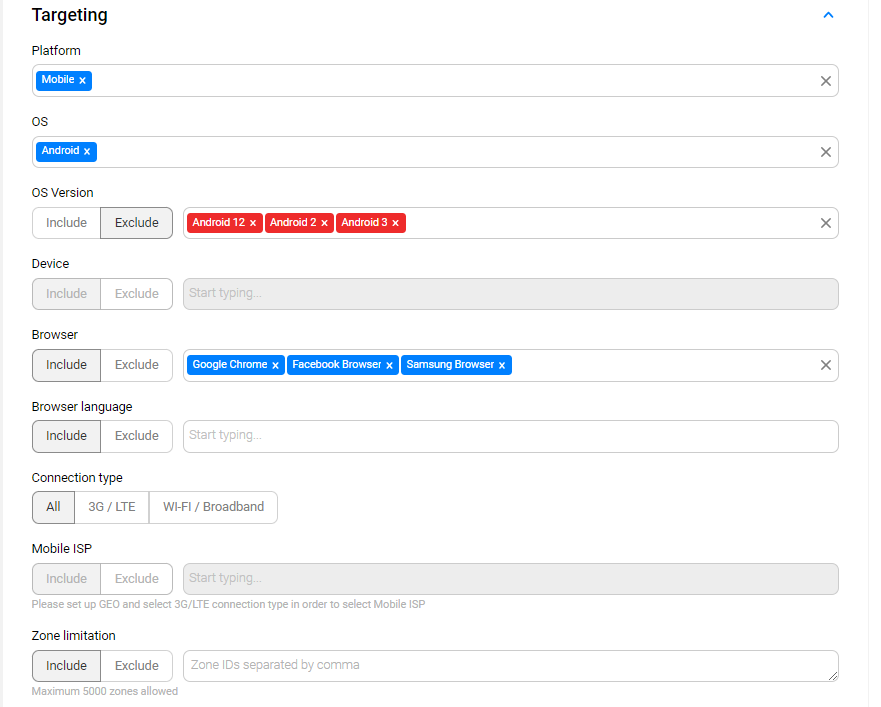 Targeting
Platform
Mobile x
OS
Android x
OS Version
Include Exclude Android 12 x Android 2 x Android 3 x
Device
Include Exclude Start typing...
Browser
Include Exclude Google Chrome x Facebook Browser x Samsung Browser x
Browser language
Include Exclude Start typing...
Connection type
All 3G / LTE WI-FI / Broadband
Mobile ISP
Include Exclude Start typing...
Please set up GEO and select 3G/LTE connection type in order to select Mobile ISP
Zone limitation
Include Exclude Zone IDs separated by comma
Maximum 5000 zones allowed